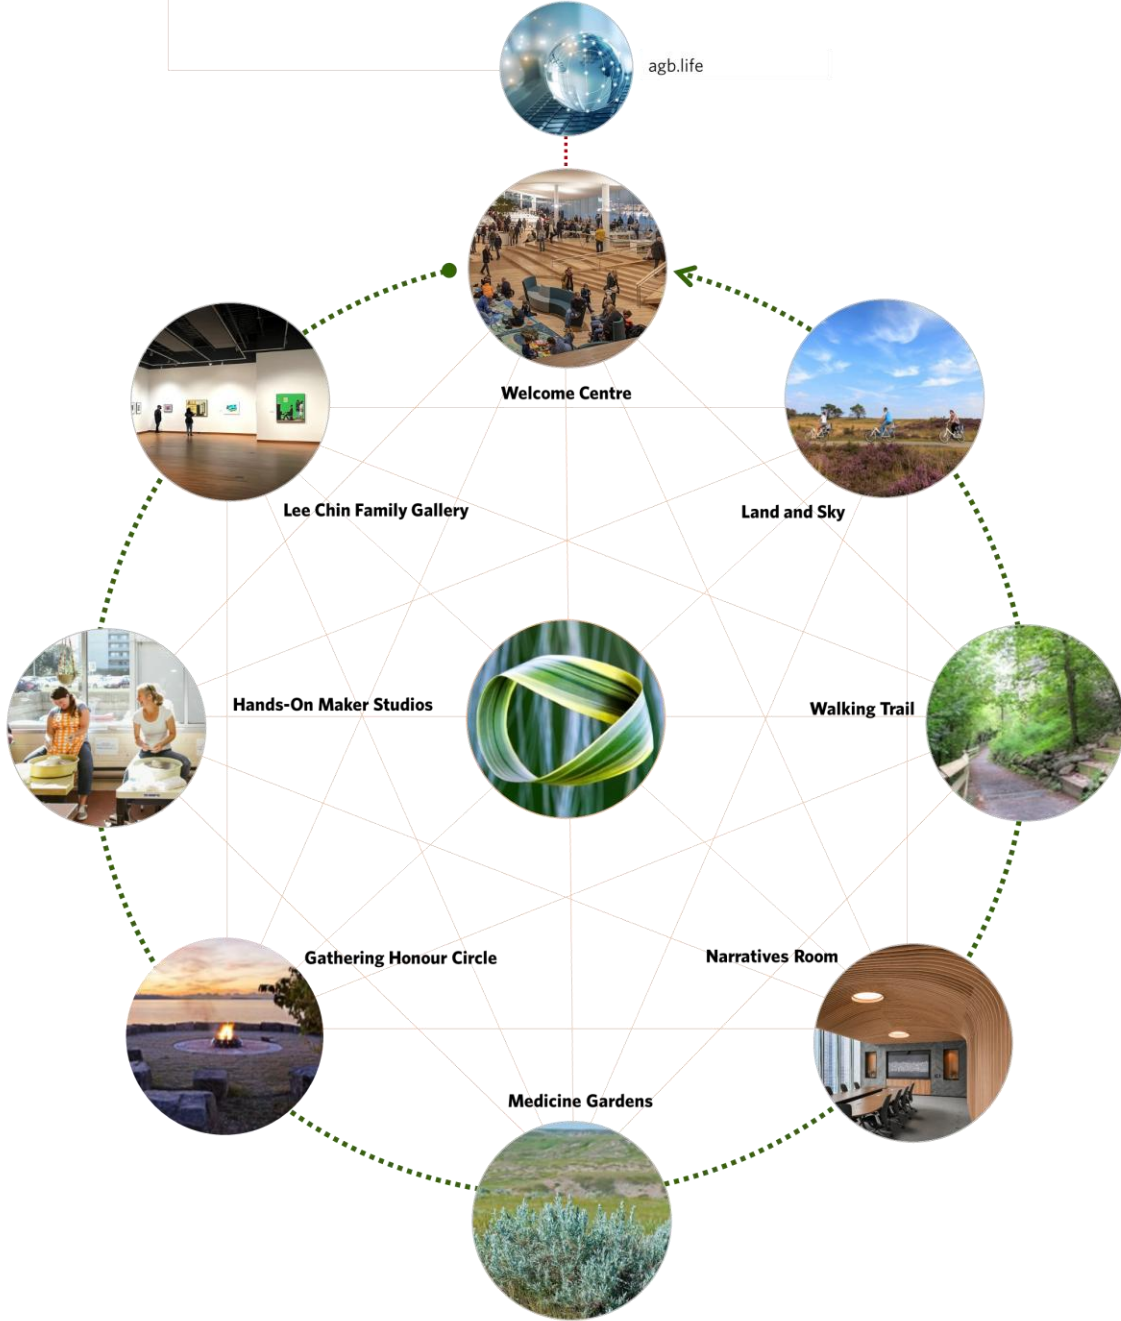 agb.life
Welcome Centre
Lee Chin Family Gallery
Land and Sky
Hands-On Maker Studios
Walking Trail
Gathering Honour Circle
Narratives Room
Medicine Gardens